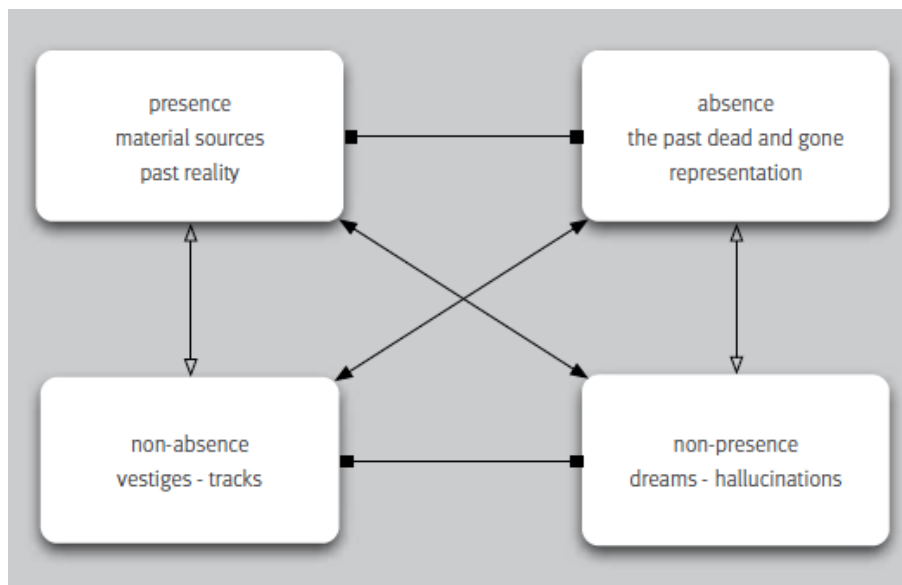 presence
material sources
past reality
absence
the past dead and gone
representation
non-absence
vestiges - tracks
non-presence
dreams - hallucinations